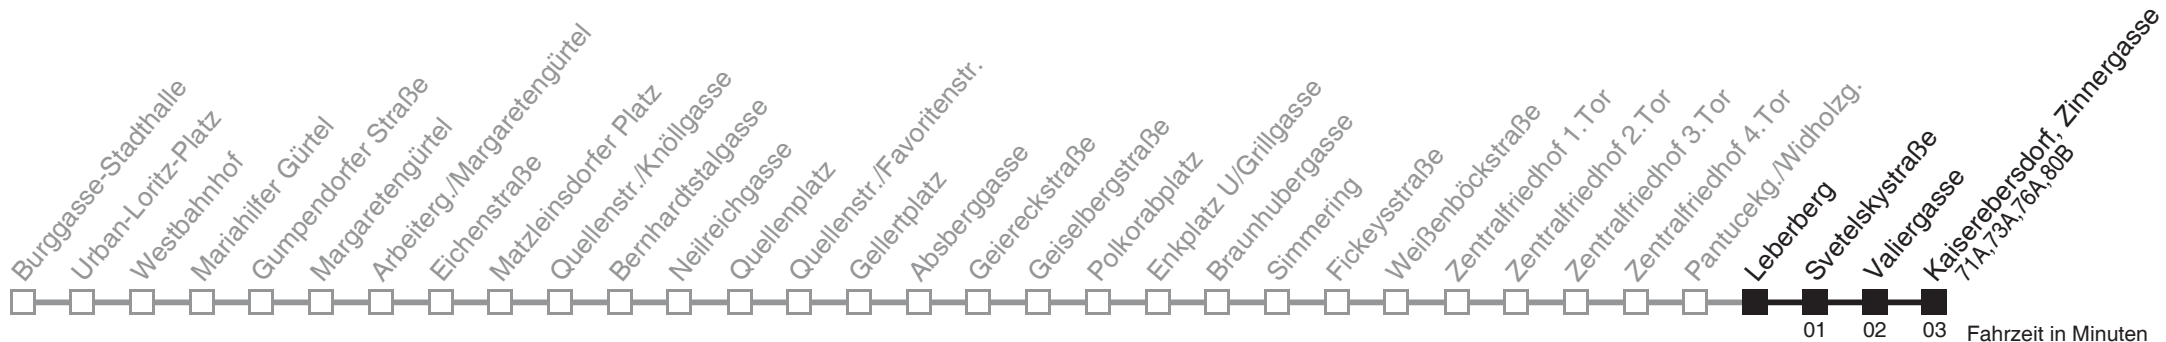 Burggasse-Stadthalle
Urban-Loritz-Platz
Westbahnhof
Mariahilfer Gürtel
Gumpendorfer Straße
Margaretengürtel
Arbeiterg./Margaretengürtel
Eichenstraße
Matzleinsdorfer Platz
Quellenstr./Knöllgasse
Bernhardtstalgasse
Neilreichgasse
Quellenplatz
Quellenstr./Favoritenstr.
Gellertplatz
Absberggasse
Geiereckstraße
Geiselbergstraße
Polkorabplatz
Enkplatz U/Grillgasse
Braunhubergasse
Simmering
Fickeysstraße
Weißenböckstraße
Zentralfriedhof 1.Tor
Zentralfriedhof 2.Tor
Zentralfriedhof 3.Tor
Zentralfriedhof 4.Tor
Pantucekg./Widholzg.
Leberberg
Svetelskystraße
Valiergasse
Kaiserebersdorf, Zinnergasse
71A,73A,76A,80B
01 02 03 Fahrzeit in Minuten